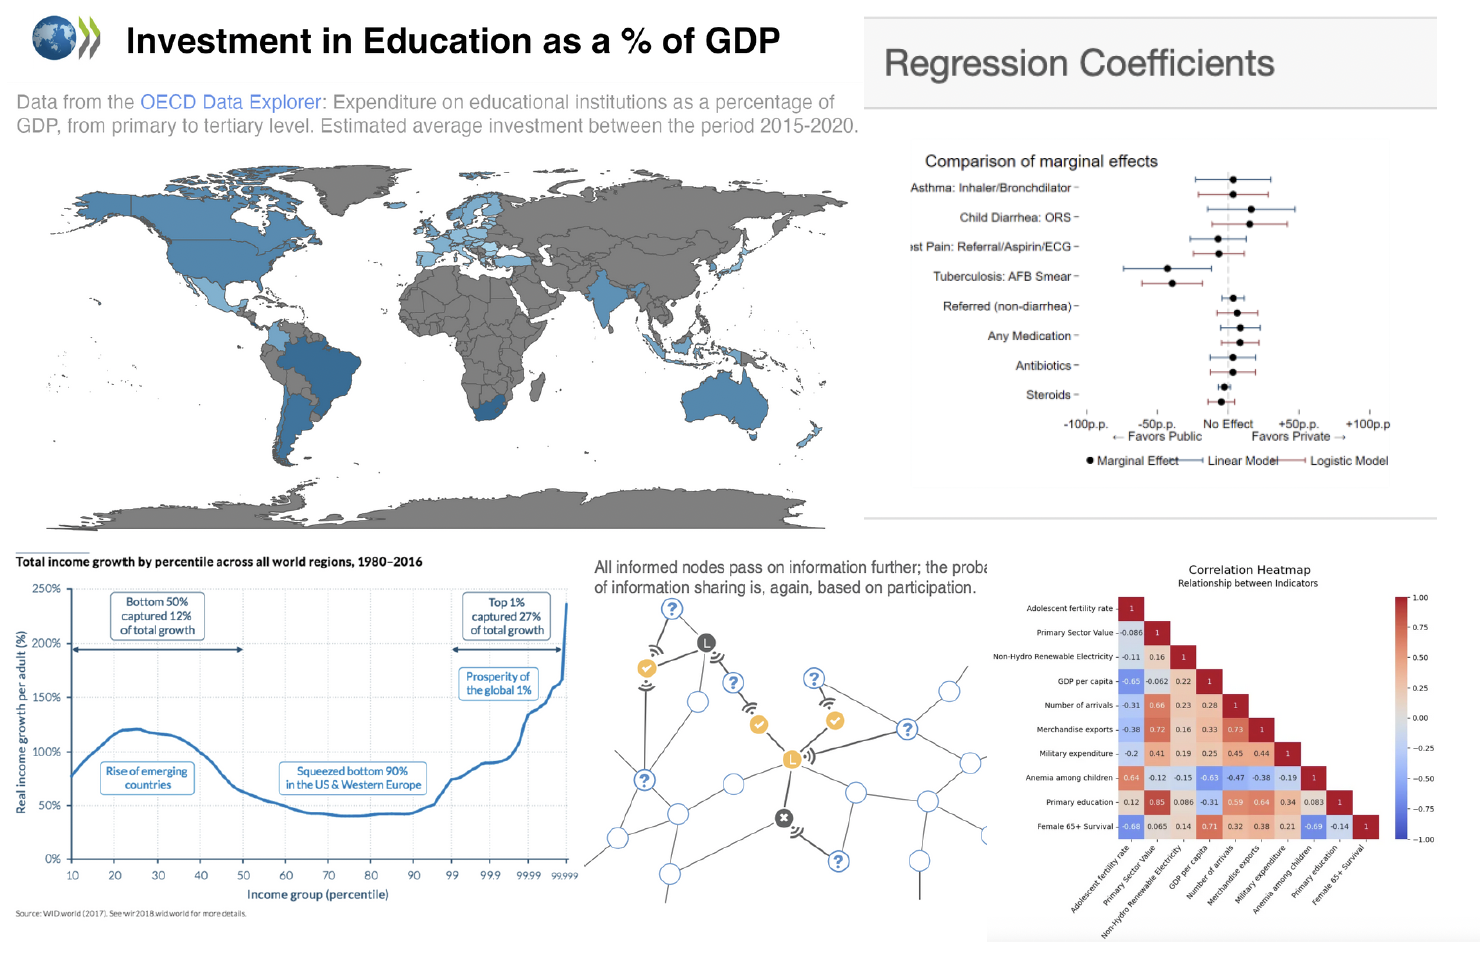 Investment in Education as a % of GDP
Data from the OECD Data Explorer: Expenditure on educational institutions as a percentage of
GDP, from primary to tertiary level. Estimated average investment between the period 2015-2020.
Regression Coefficients
Comparison of marginal effects
Asthma: Inhaler/Bronchdilator
Child Diarrhea: ORS
st Pain: Referral/Aspirin/ECG
Tuberculosis: AFB Smear
Referred (non-diarrhea)
Any Medication
Antibiotics
Steroids
-100p.p. -50p.p. No Effect +50p.p. +100p.p
← Favors Public Favors Private →
Marginal Effect Linear Model Logistic Model
Total income growth by percentile across all world regions, 1980–2016
Real income growth per adult (%)
250%
200%
150%
100%
50%
0%
Bottom 50%
captured 12%
of total growth
Top 1%
captured 27%
of total growth
Prosperity of
the global 1%
Rise of emerging
countries
Squeezed bottom 90%
in the US & Western Europe
10 20 30 40 50 60 70 80 90 99 99.9 99.99 99.999
Income group (percentile)
Source: WID.world (2017). See wir2018.wid.world for more details.
All informed nodes pass on information further; the proba
of information sharing is, again, based on participation.
?
L
?
?
?
L
?
?
Correlation Heatmap
Relationship between Indicators
Adolescent fertility rate 1
Primary Sector Value -0.086 1
Non-Hydro Renewable Electricity -0.11 0.16 1
GDP per capita -0.65 -0.062 0.22 1
Number of arrivals -0.31 0.66 0.23 0.28 1
Merchandise exports -0.38 0.72 0.16 0.33 0.73 1
Military expenditure -0.2 0.41 0.19 0.25 0.45 0.44 1
Anemia among children 0.64 -0.12 -0.15 -0.63 -0.47 -0.38 -0.19 1
Primary education 0.12 0.85 0.086 -0.31 0.59 0.64 0.34 0.083 1
Female 65+ Survival -0.68 0.065 0.14 0.71 0.32 0.38 0.21 -0.69 -0.14 1
Adolescent fertility rate
Primary Sector Value
Non-Hydro Renewable Electricity
GDP per capita
Number of arrivals
Merchandise exports
Military expenditure
Anemia among children
Primary education
Female 65+ Survival
1.00
0.75
0.50
0.25
0.00
−0.25
−0.50
−0.75
−1.00